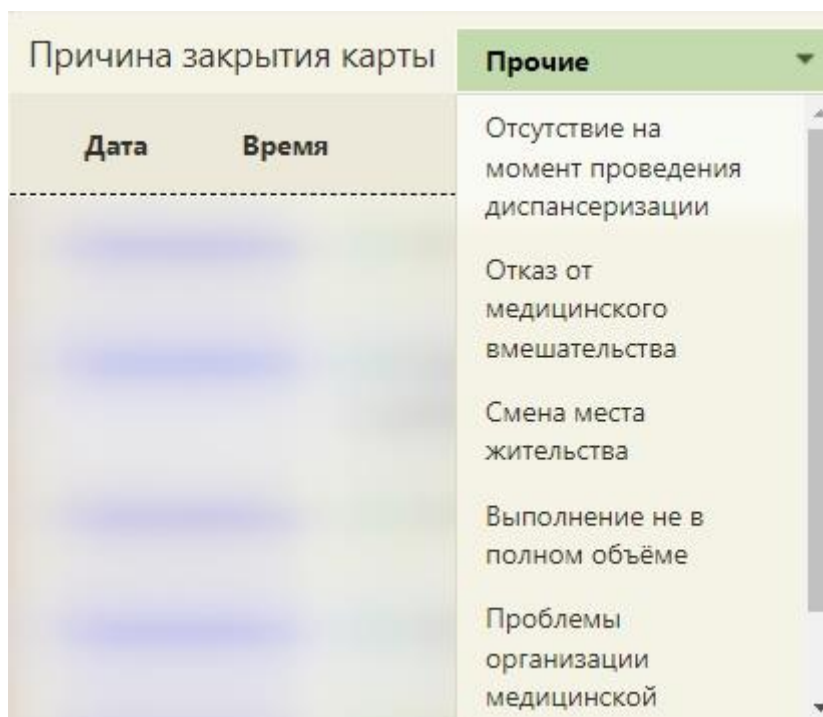 Причина закрытия карты
Прочие
Дата Время
Отсутствие на
момент проведения
диспансеризации
Отказ от
медицинского
вмешательства
Смена места
жительства
Выполнение не в
полном объёме
Проблемы
организации
медицинской